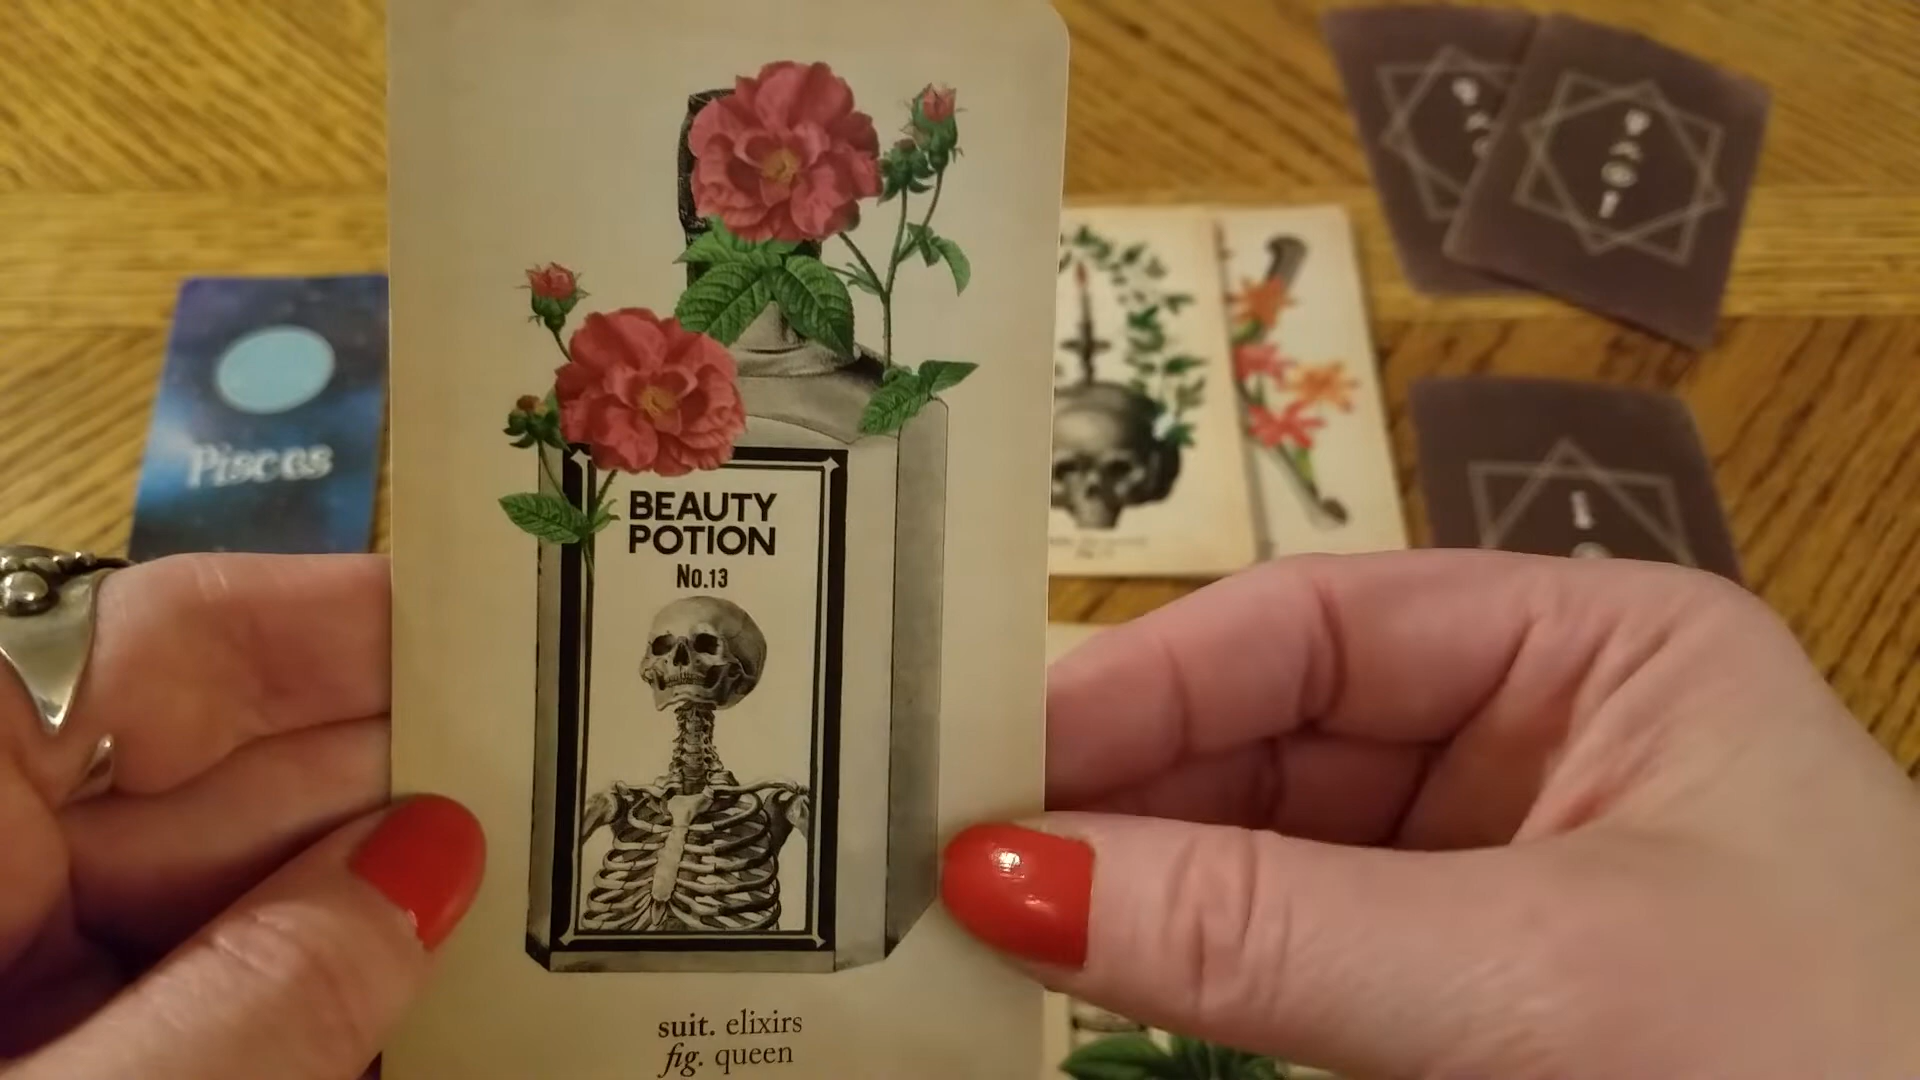 BEAUTY
POTION
No.13
suit. elixirs
fig. queen
Pisces